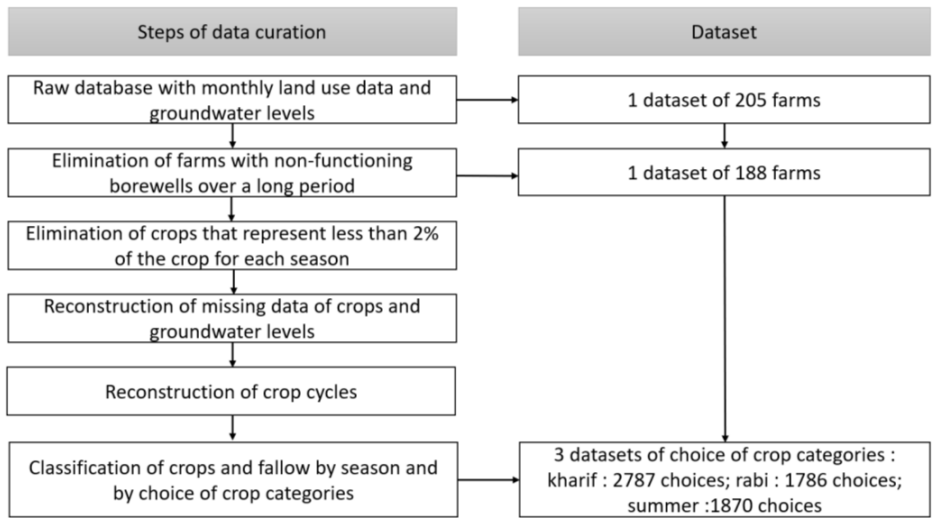 Steps of data curation
Dataset
Raw database with monthly land use data and
groundwater levels
1 dataset of 205 farms
Elimination of farms with non-functioning
borewells over a long period
1 dataset of 188 farms
Elimination of crops that represent less than 2%
of the crop for each season
Reconstruction of missing data of crops and
groundwater levels
Reconstruction of crop cycles
Classification of crops and fallow by season and
by choice of crop categories
3 datasets of choice of crop categories :
kharif : 2787 choices; rabi : 1786 choices;
summer :1870 choices